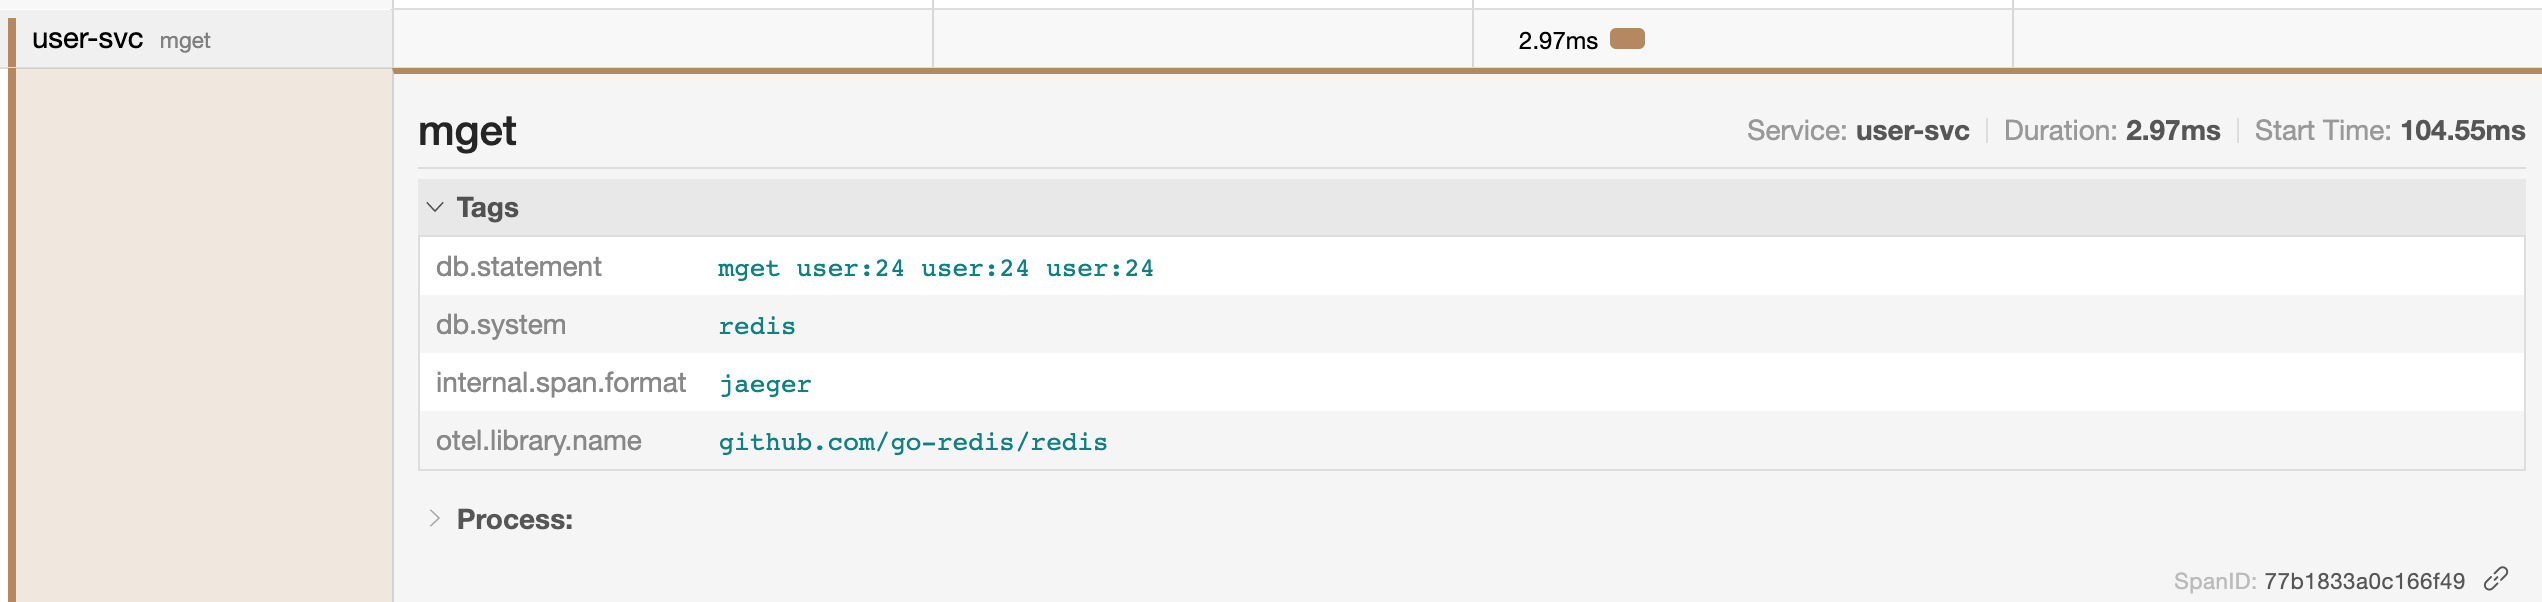 user-svc mget 2.97ms
mget Service: user-svc Duration: 2.97ms Start Time: 104.55ms
Tags
db.statement mget user:24 user:24 user:24
db.system redis
internal.span.format jaeger
otel.library.name github.com/go-redis/redis
Process:
SpanID: 77b1833a0c166f49